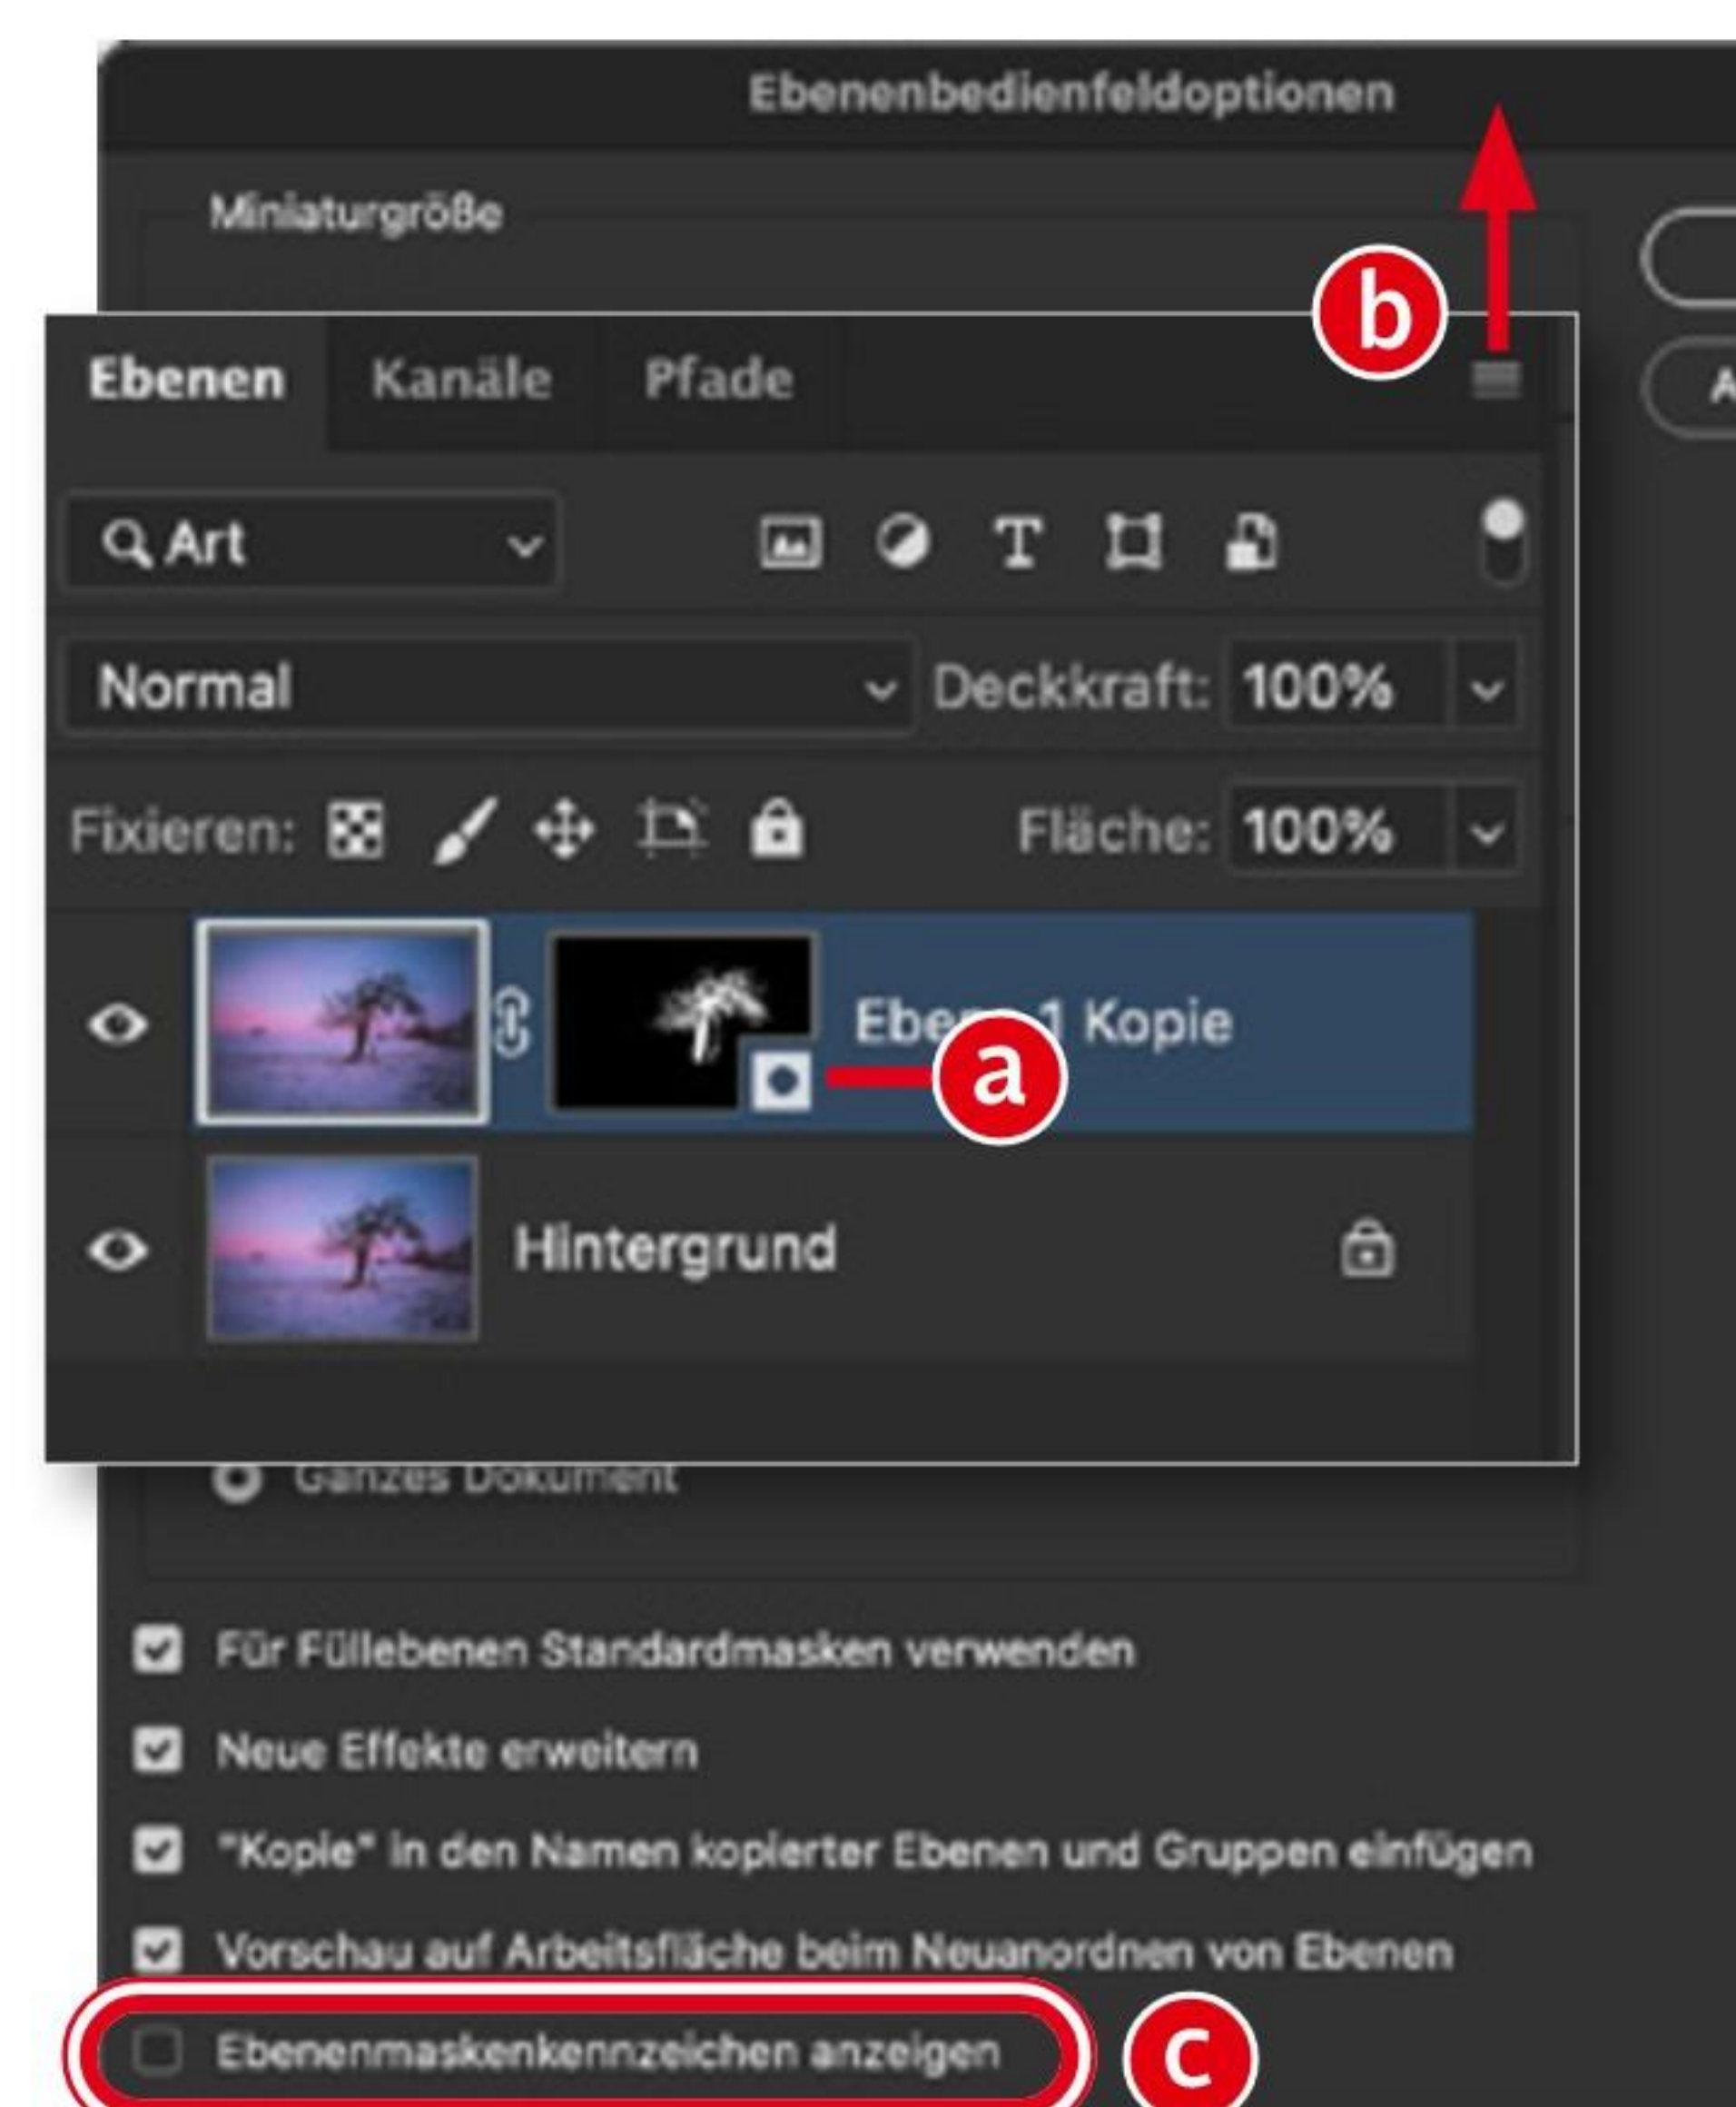 Ebenenbedienfeldoptionen
Miniaturgröße
b
Ebenen Kanäle Pfade
A
Art
Normal Deckkraft: 100%
Fixieren: Fläche: 100%
1 Kopie
a
Hintergrund
Ganzes Dokument
Für Füllebenen Standardmasken verwenden
Neue Effekte erweitern
"Kopie" in den Namen kopierter Ebenen und Gruppen einfügen
Vorschau auf Arbeitsfläche beim Neuanordnen von Ebenen
Ebenenmaskenkennzeichen anzeigen
c